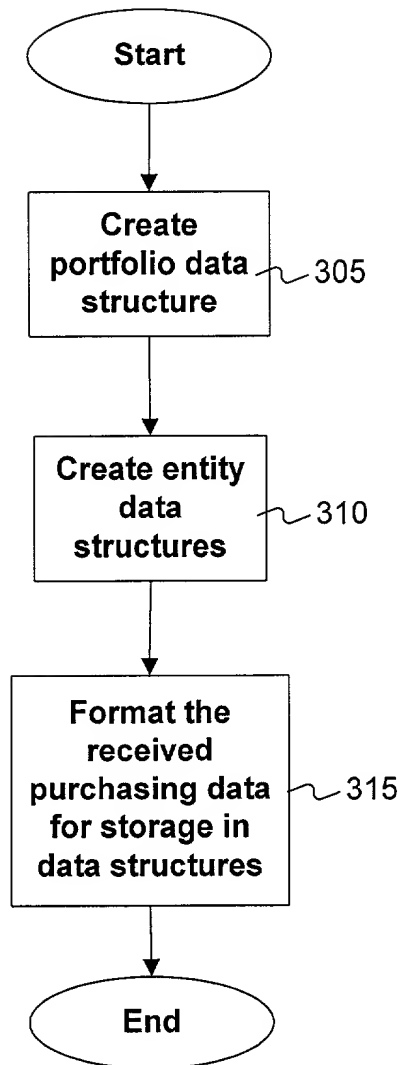 Start
Create
portfolio data
structure
305
Create entity
data
structures
310
Format the
received
purchasing data
for storage in
data structures
315
End